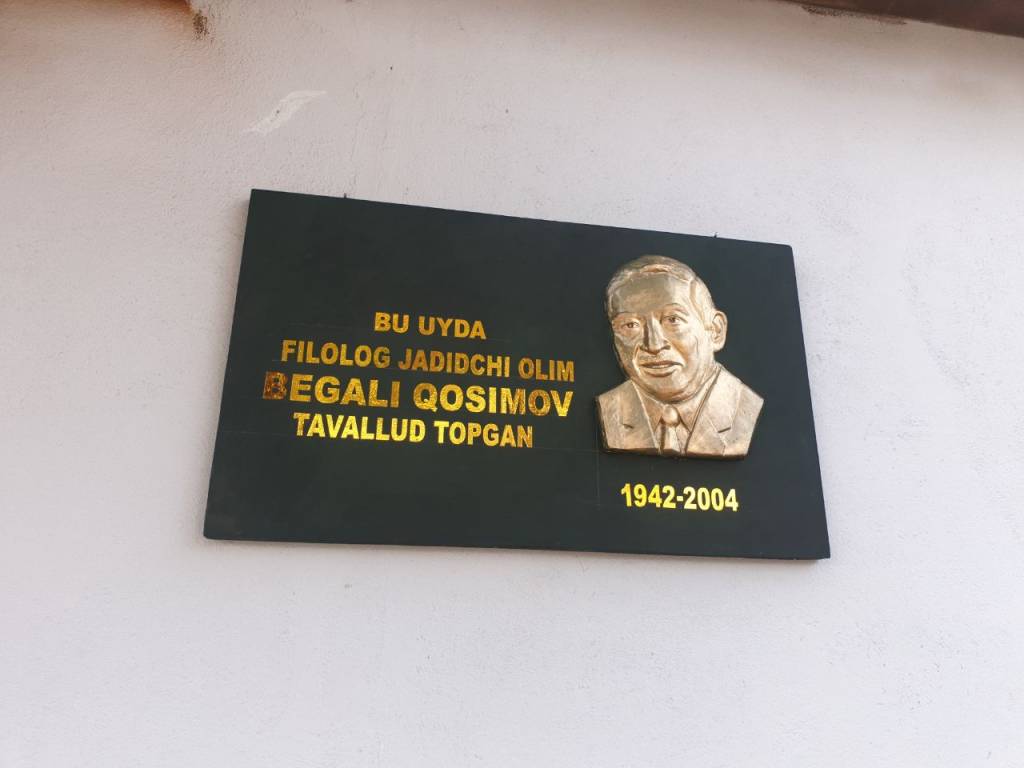 BU UYDA
FILOLOG JADIDCHI OLIM
BEGALI QOSIMOV
TAVALLUD TOPGAN
1942-2004